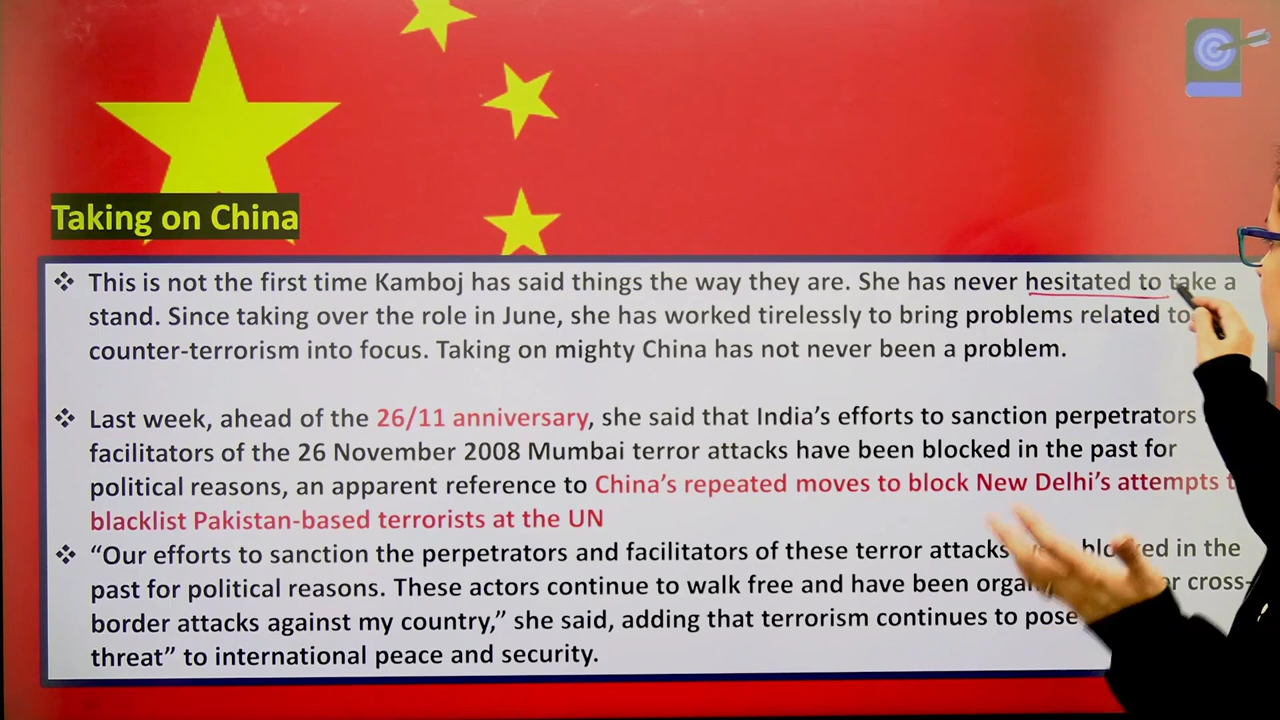 Taking on China
❖ This is not the first time Kamboj has said things the way they are. She has never hesitated to take a
stand. Since taking over the role in June, she has worked tirelessly to bring problems related to
counter-terrorism into focus. Taking on mighty China has not never been a problem.
❖ Last week, ahead of the 26/11 anniversary, she said that India’s efforts to sanction perpetrators
facilitators of the 26 November 2008 Mumbai terror attacks have been blocked in the past for
political reasons, an apparent reference to China’s repeated moves to block New Delhi’s attempts
blacklist Pakistan-based terrorists at the UN
❖ “Our efforts to sanction the perpetrators and facilitators of these terror attacks in the
past for political reasons. These actors continue to walk free and have been cross-
border attacks against my country,” she said, adding that terrorism continues to pose
threat” to international peace and security.